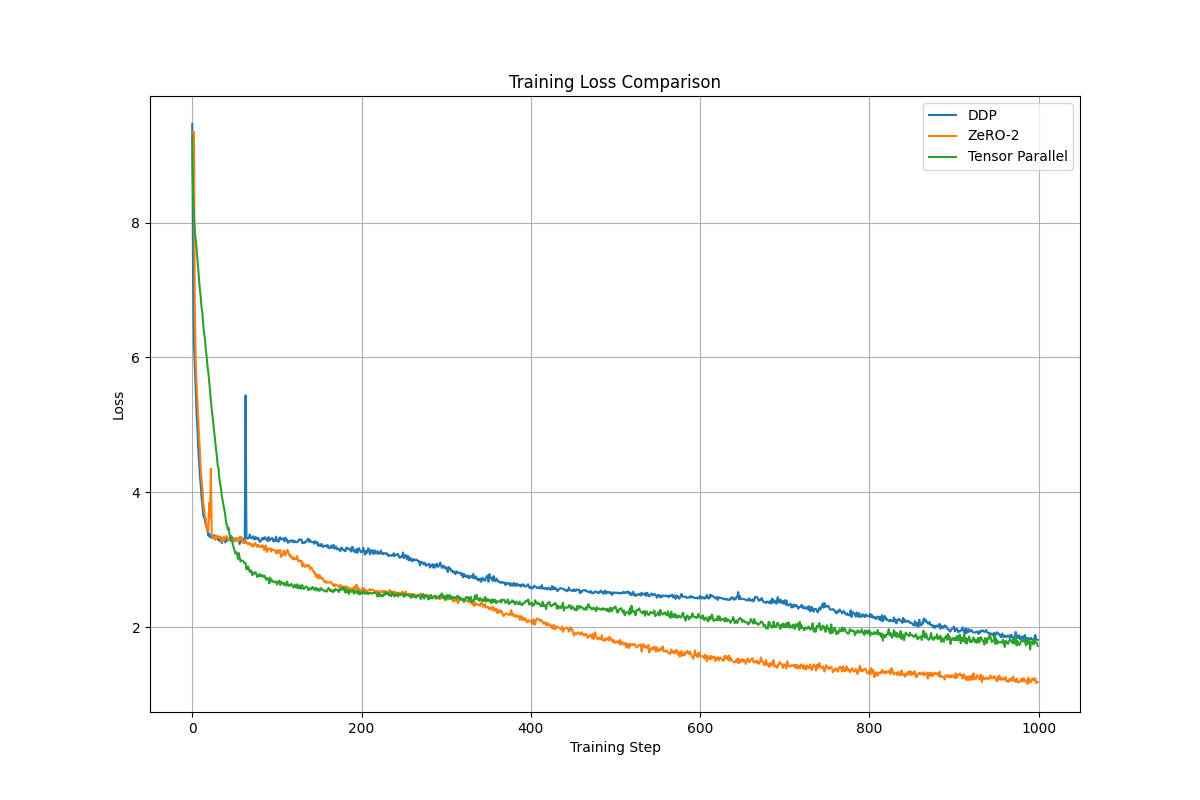 Training Loss Comparison
DDP
ZeRO-2
Tensor Parallel
8
6
4
2
Loss
0
200
400
600
800
1000
Training Step